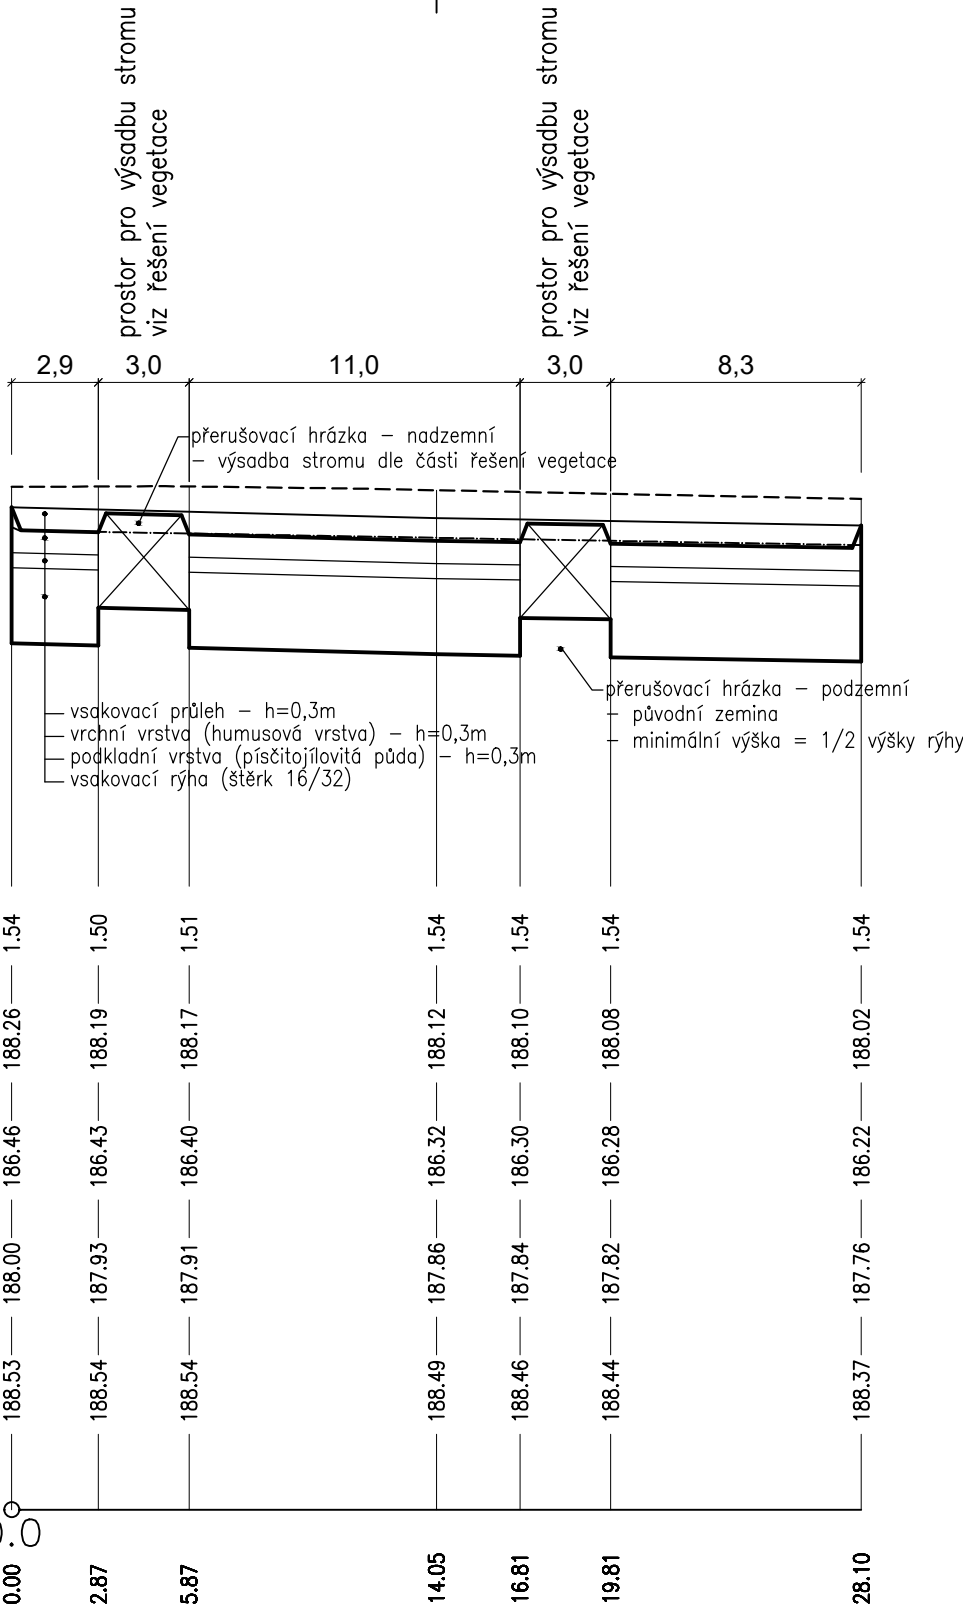 prostor pro výsadbu stromu
viz řešení vegetace
prostor pro výsadbu stromu
viz řešení vegetace
2,9 3,0 11,0 3,0 8,3
přerušovací hrázka – nadzemní
– výsadba stromu dle části řešení vegetace
přerušovací hrázka – podzemní
– původní zemina
– minimální výška = 1/2 výšky rýhy
vsakovací průleh – h=0,3m
vrchní vrstva (humusová vrstva) – h=0,3m
podkladní vrstva (písčitojílovitá půda) – h=0,3m
vsakovací rýha (štěrk 16/32)
1.54 1.50 1.51 1.54 1.54 1.54 1.54
188.26 188.19 188.17 188.12 188.10 188.08 188.02
186.46 186.43 186.40 186.32 186.30 186.28 186.22
188.00 187.93 187.91 187.86 187.84 187.82 187.76
188.53 188.54 188.54 188.49 188.46 188.44 188.37
0.00 2.87 5.87 14.05 16.81 19.81 28.10